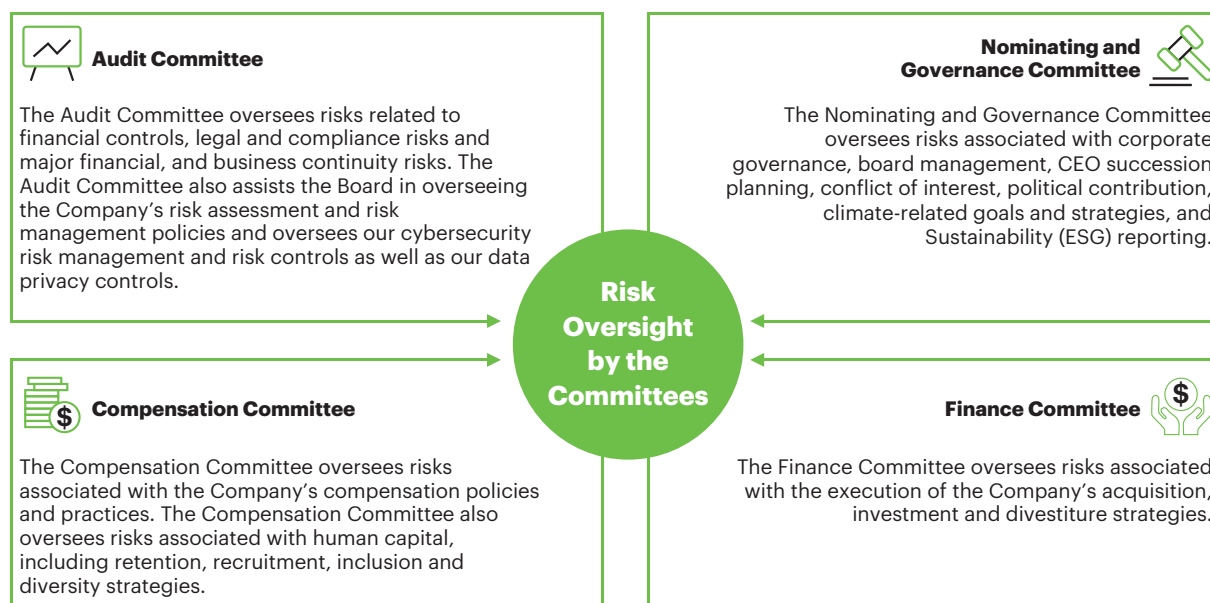 Audit Committee
The Audit Committee oversees risks related to
financial controls, legal and compliance risks and
major financial, and business continuity risks. The
Audit Committee also assists the Board in overseeing
the Company’s risk assessment and risk
management policies and oversees our cybersecurity
risk management and risk controls as well as our data
privacy controls.
Nominating and
Governance Committee
The Nominating and Governance Committee
oversees risks associated with corporate
governance, board management, CEO succession
planning, conflict of interest, political contribution,
climate-related goals and strategies, and
Sustainability (ESG) reporting.
Risk
Oversight
by the
Committees
$
Compensation Committee
The Compensation Committee oversees risks
associated with the Company’s compensation policies
and practices. The Compensation Committee also
oversees risks associated with human capital,
including retention, recruitment, inclusion and
diversity strategies.
Finance Committee
$
The Finance Committee oversees risks associated
with the execution of the Company’s acquisition,
investment and divestiture strategies.